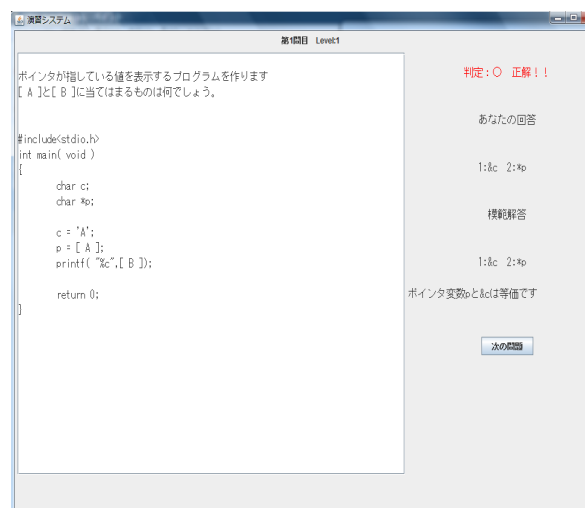 演習システム
第1問目 Level:1
ポインタが指している値を表示するプログラムを作ります
[ A ]と[ B ]に当てはまるものは何でしょう。
#include<stdio.h>
int main( void )
{
char c;
char *p;
c = 'A';
p = [ A ];
printf( "%c",[ B ]);
return 0;
}
判定：○ 正解！！
あなたの回答
1:&c 2:*p
模範解答
1:&c 2:*p
ポインタ変数pと&cは等価です
次の問題